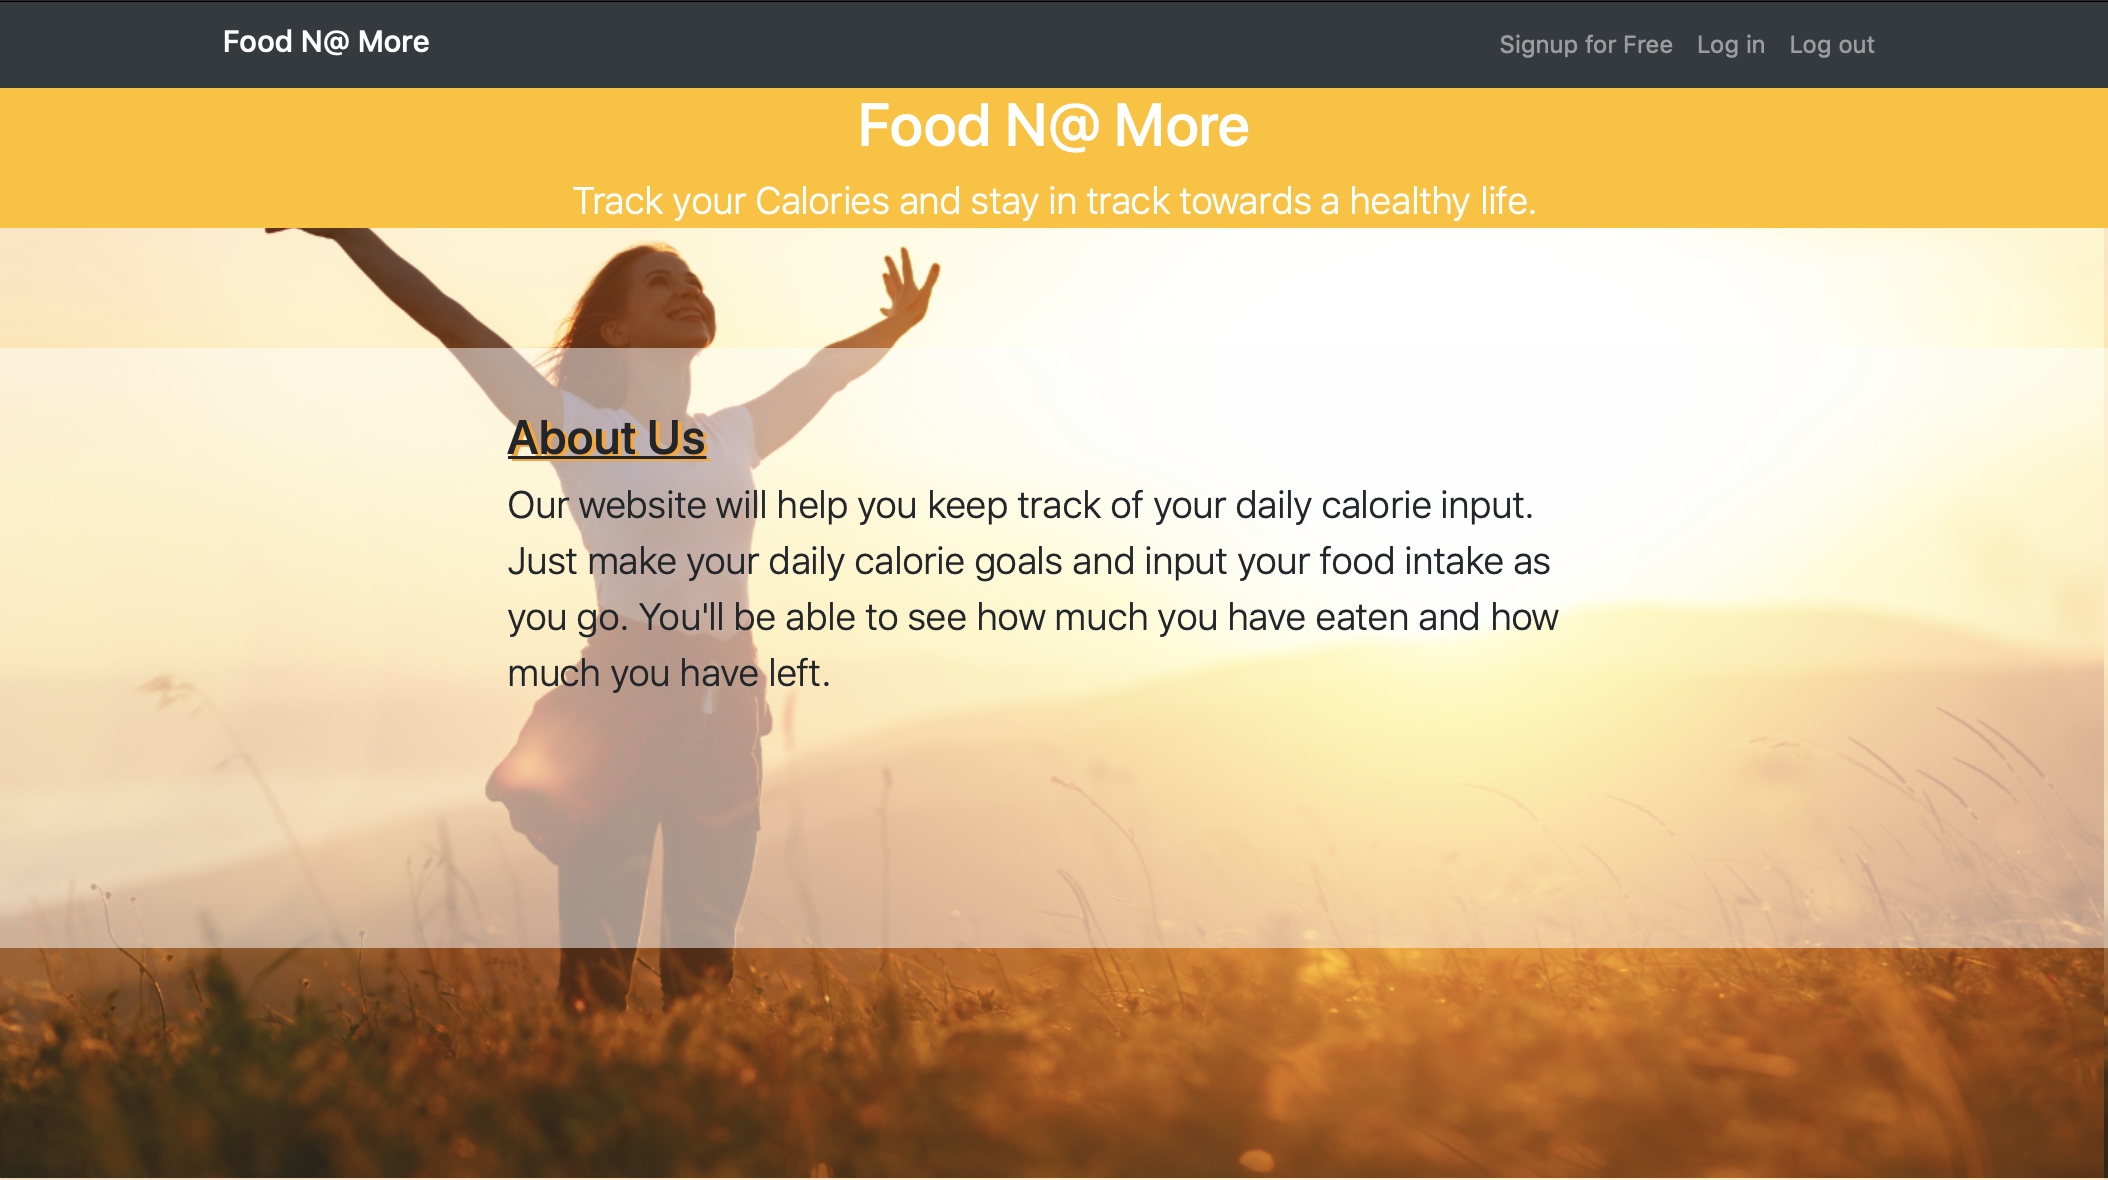 Food N@ More
Signup for Free Log in Log out
Food N@ More
Track your Calories and stay in track towards a healthy life.
About Us
Our website will help you keep track of your daily calorie input.
Just make your daily calorie goals and input your food intake as
you go. You'll be able to see how much you have eaten and how
much you have left.